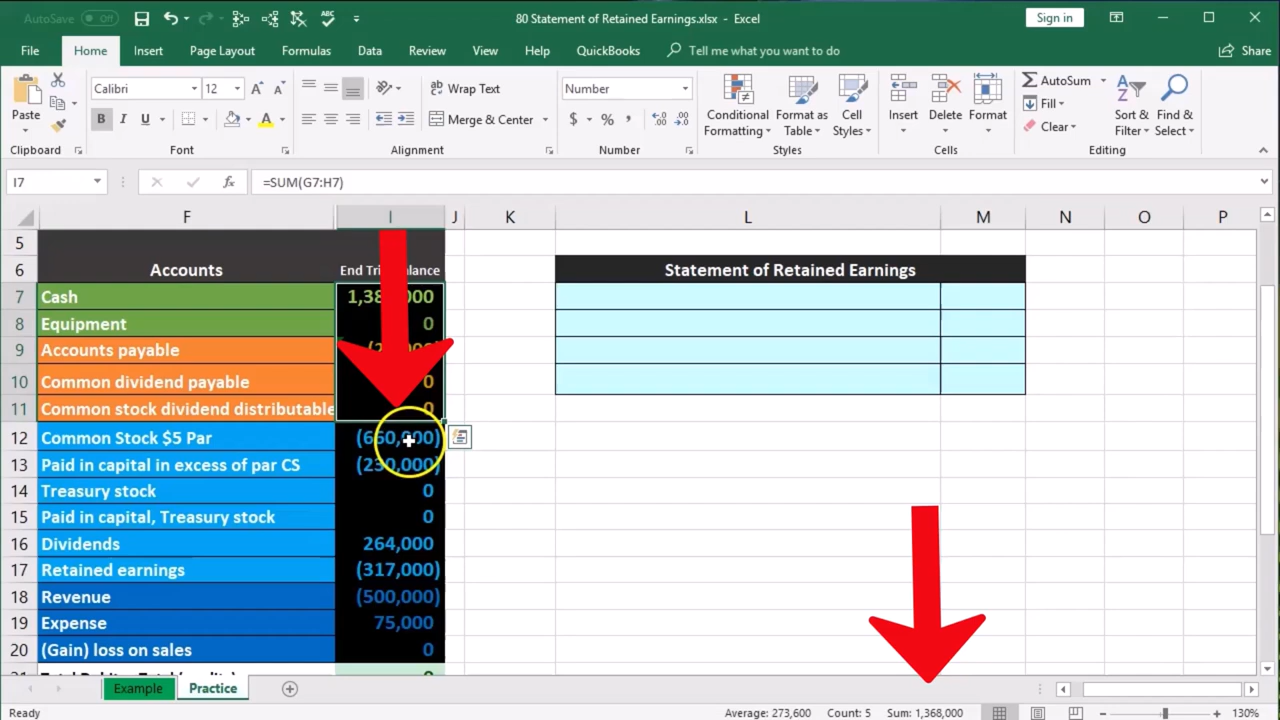 AutoSave Off 80 Statement of Retained Earnings.xlsx - Excel Sign in
File Home Insert Page Layout Formulas Data Review View Help QuickBooks Tell me what you want to do Share
Paste
Calibri 12
Wrap Text
Merge & Center
Number
$ % ,
Conditional Formatting
Format as Table
Cell Styles
Insert Delete Format
AutoSum
Fill
Clear
Sort & Filter
Find & Select
Clipboard Font Alignment Number Styles Cells Editing
I7 fx =SUM(G7:H7)
F I J K L M N O P
5
6 Accounts End Balance Statement of Retained Earnings
7 Cash
8 Equipment 0
9 Accounts payable
10 Common dividend payable 0
11 Common stock dividend distributable 0
12 Common Stock $5 Par (660,000)
13 Paid in capital in excess of par CS (230,000)
14 Treasury stock 0
15 Paid in capital, Treasury stock 0
16 Dividends 264,000
17 Retained earnings (317,000)
18 Revenue (500,000)
19 Expense 75,000
20 (Gain) loss on sales 0
Example Practice
Ready Average: 273,600 Count: 5 Sum: 1,368,000 130%